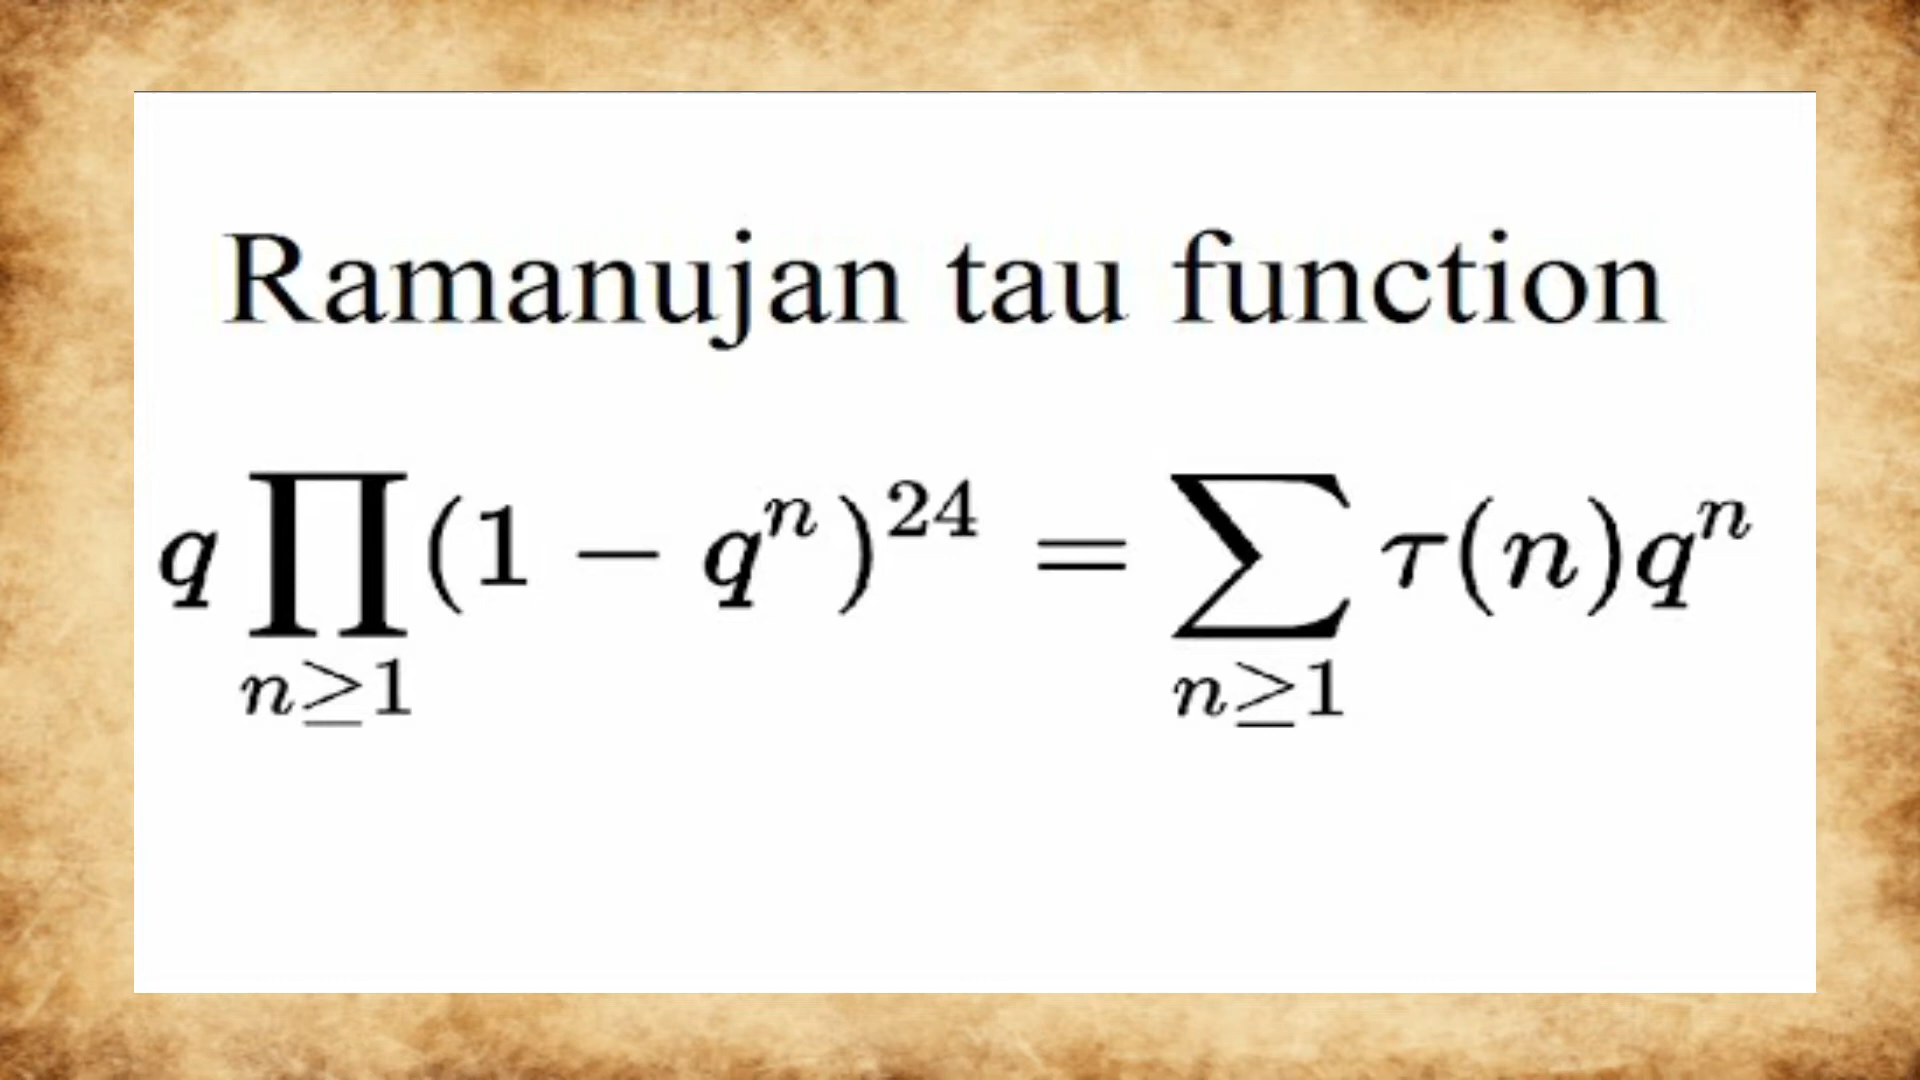 Ramanujan tau function
q ∏_{n≥1} (1 − q^n)^{24} = ∑_{n≥1} τ(n)q^n